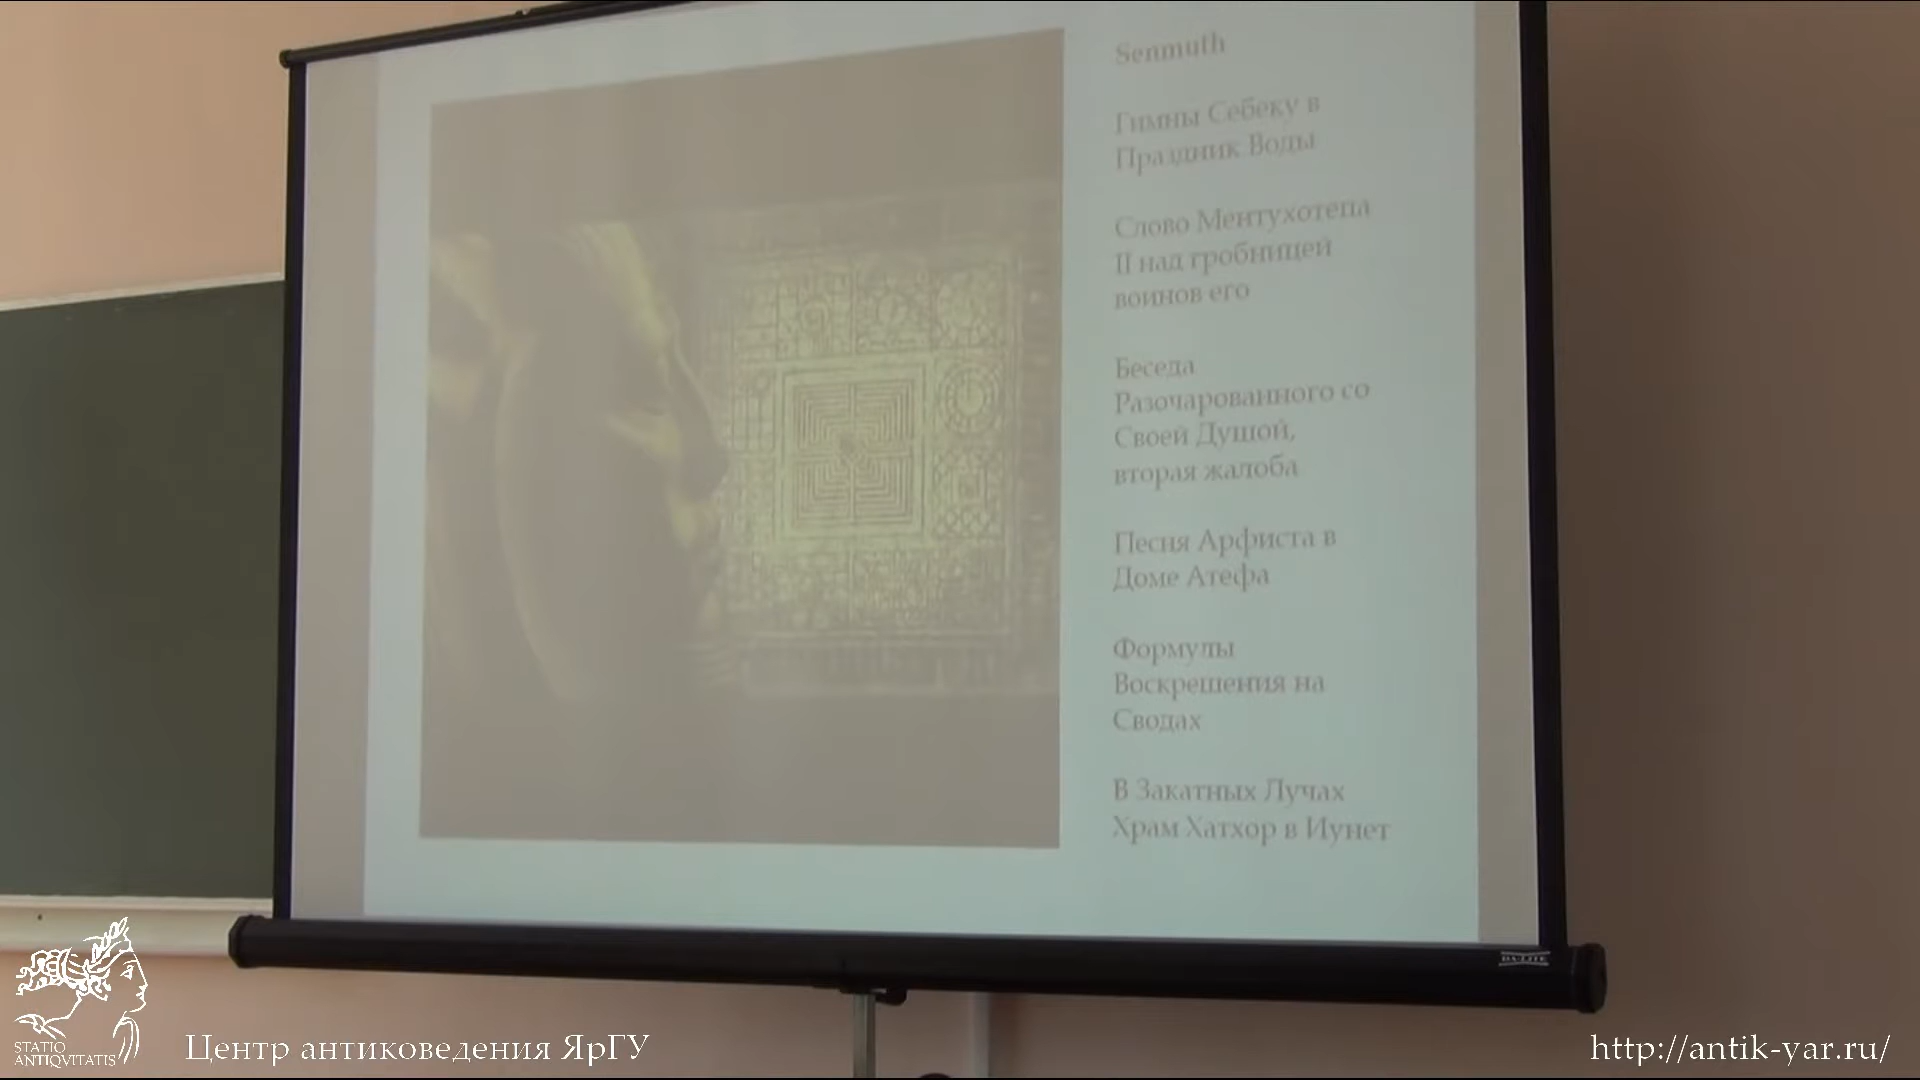 Senmuth
Гимны Себеку в
Праздник Воды
Слово Ментухотепа
II над гробницей
воинов его
Беседа
Разочарованного со
Своей Душой,
вторая жалоба
Песня Арфиста в
Доме Атефа
Формулы
Воскрешения на
Сводах
В Закатных Лучах
Храм Хатхор в Иунет
DA-LITE
STATIO
ANTIQVITATIS
Центр антиковедения ЯрГУ
http://antik-yar.ru/